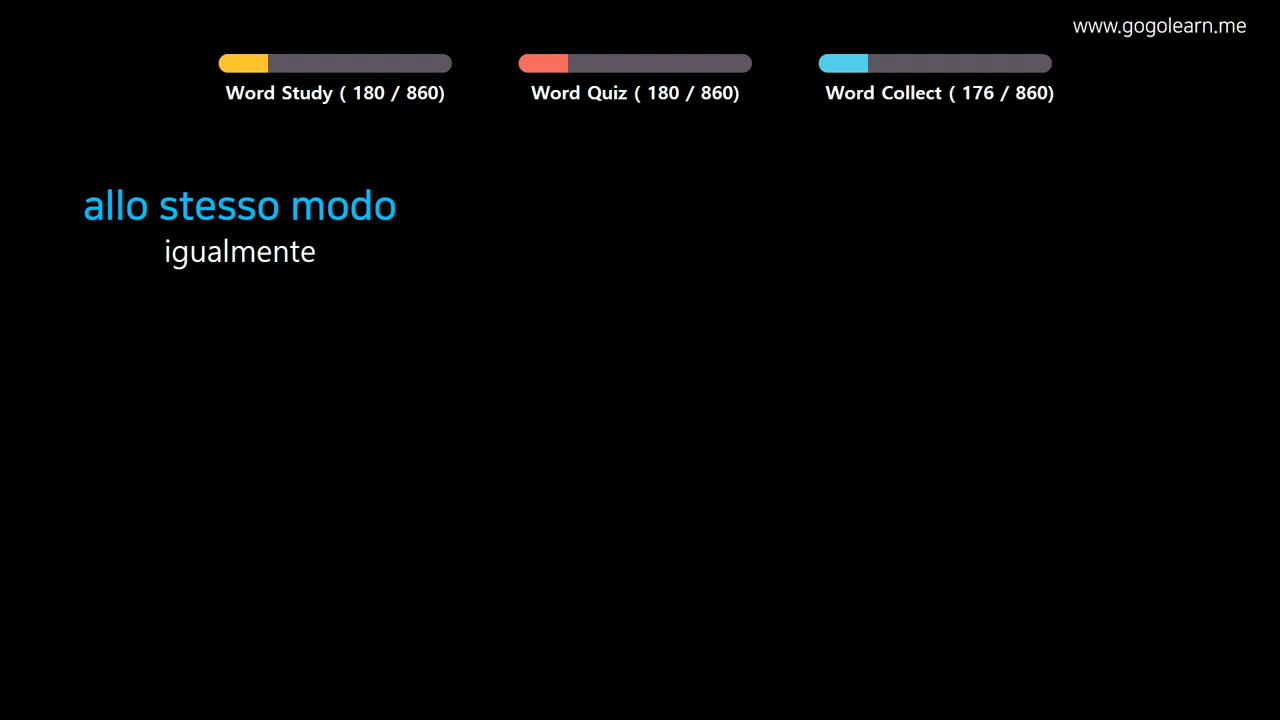 www.gogolearn.me
Word Study ( 180 / 860)
Word Quiz ( 180 / 860)
Word Collect ( 176 / 860)
allo stesso modo
igualmente